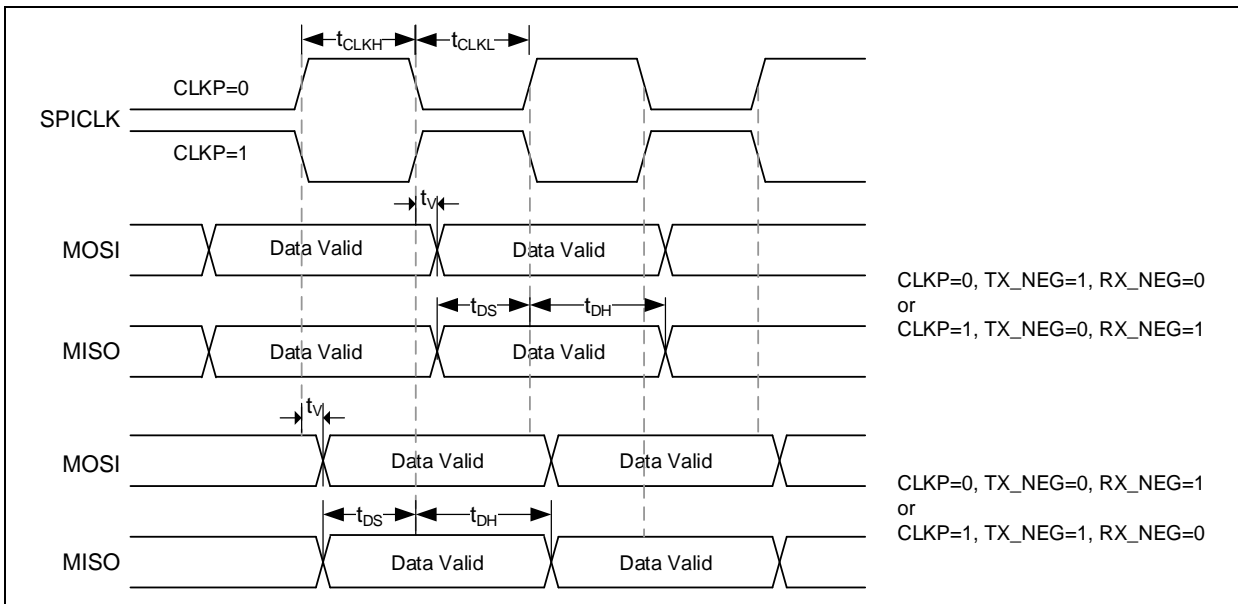 tCLKH
tCLKL
CLKP=0
SPICLK
CLKP=1
tV
MOSI
Data Valid
Data Valid
CLKP=0, TX_NEG=1, RX_NEG=0
or
CLKP=1, TX_NEG=0, RX_NEG=1
tDS
tDH
MISO
Data Valid
Data Valid
tV
MOSI
Data Valid
Data Valid
CLKP=0, TX_NEG=0, RX_NEG=1
or
CLKP=1, TX_NEG=1, RX_NEG=0
tDS
tDH
MISO
Data Valid
Data Valid